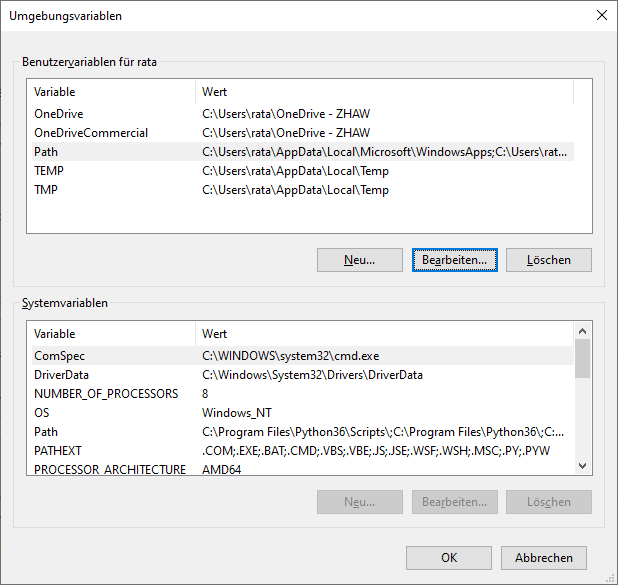 Umgebungsvariablen
Benutzervariablen für rata
Variable Wert
OneDrive C:\Users\rata\OneDrive - ZHAW
OneDriveCommercial C:\Users\rata\OneDrive - ZHAW
Path C:\Users\rata\AppData\Local\Microsoft\WindowsApps;C:\Users\rat...
TEMP C:\Users\rata\AppData\Local\Temp
TMP C:\Users\rata\AppData\Local\Temp
Neu... Bearbeiten... Löschen
Systemvariablen
Variable Wert
ComSpec C:\WINDOWS\system32\cmd.exe
DriverData C:\Windows\System32\Drivers\DriverData
NUMBER_OF_PROCESSORS 8
OS Windows_NT
Path C:\Program Files\Python36\Scripts\;C:\Program Files\Python36\;C:...
PATHEXT .COM;.EXE;.BAT;.CMD;.VBS;.VBE;.JS;.JSE;.WSF;.WSH;.MSC;.PY;.PYW
PROCESSOR_ARCHITECTURE AMD64
Neu... Bearbeiten... Löschen
OK Abbrechen